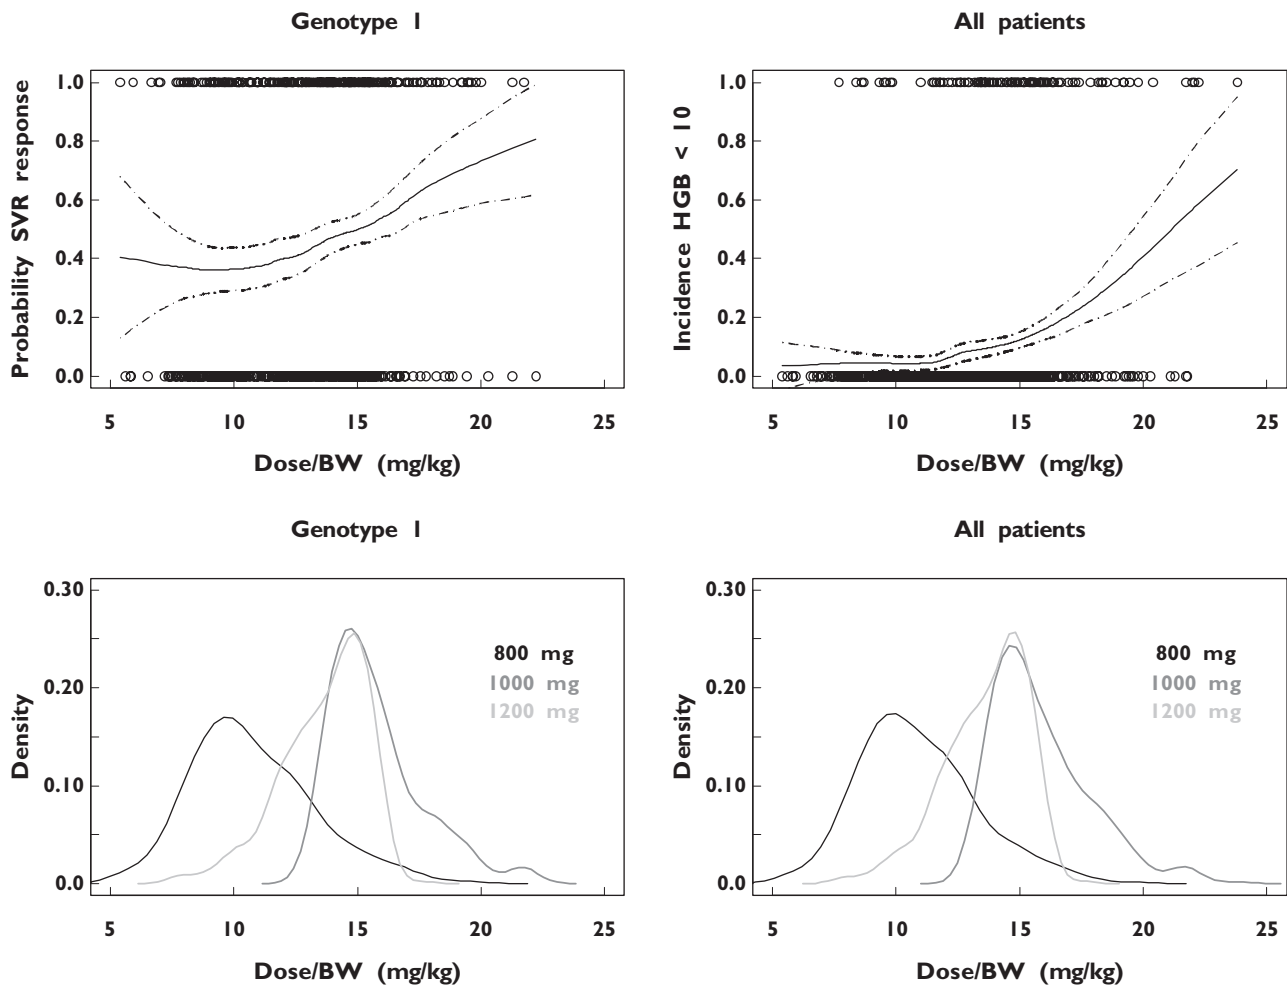 Genotype 1
All patients
Probability SVR response
1.0
0.8
0.6
0.4
0.2
0.0
5 10 15 20 25
Dose/BW (mg/kg)
Incidence HGB < 10
1.0
0.8
0.6
0.4
0.2
0.0
5 10 15 20 25
Dose/BW (mg/kg)
Genotype 1
All patients
Density
0.30
0.20
0.10
0.0
800 mg
1000 mg
1200 mg
5 10 15 20 25
Dose/BW (mg/kg)
Density
0.30
0.20
0.10
0.0
800 mg
1000 mg
1200 mg
5 10 15 20 25
Dose/BW (mg/kg)